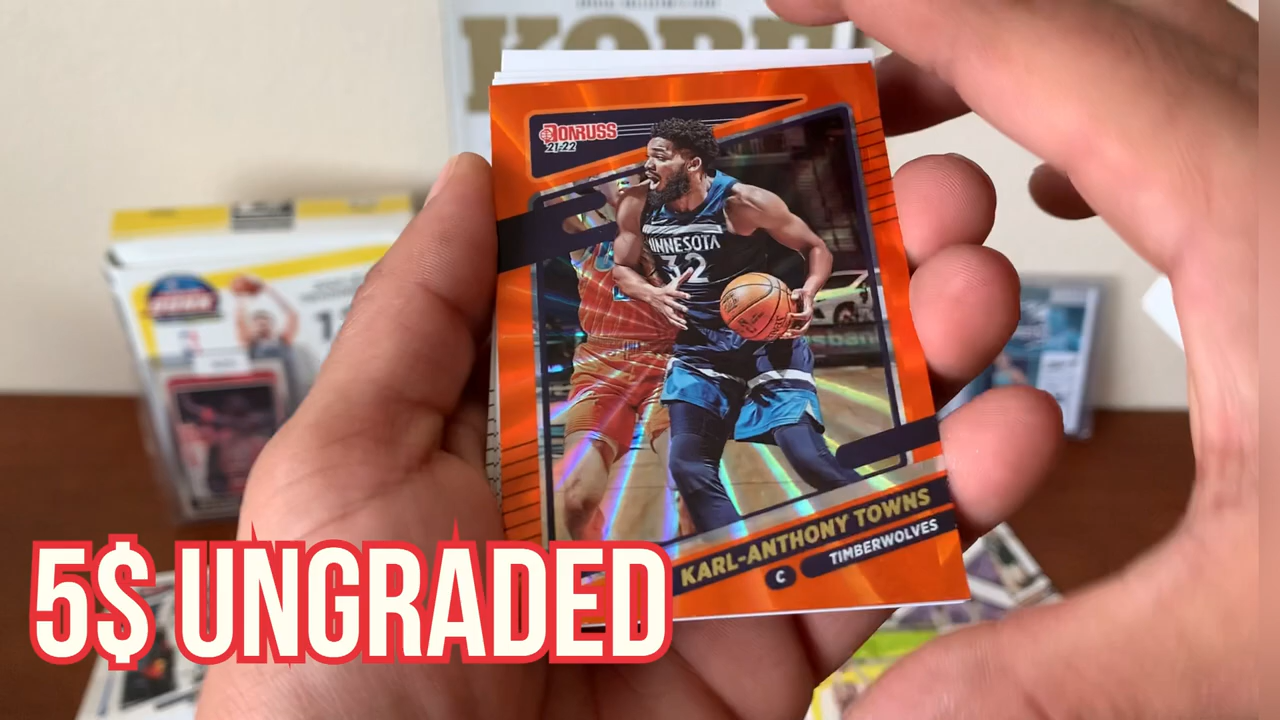 KOBE
DONRUSS
21-22
MINNESOTA
32
KARL-ANTHONY TOWNS
C
TIMBERWOLVES
5$ UNGRADED